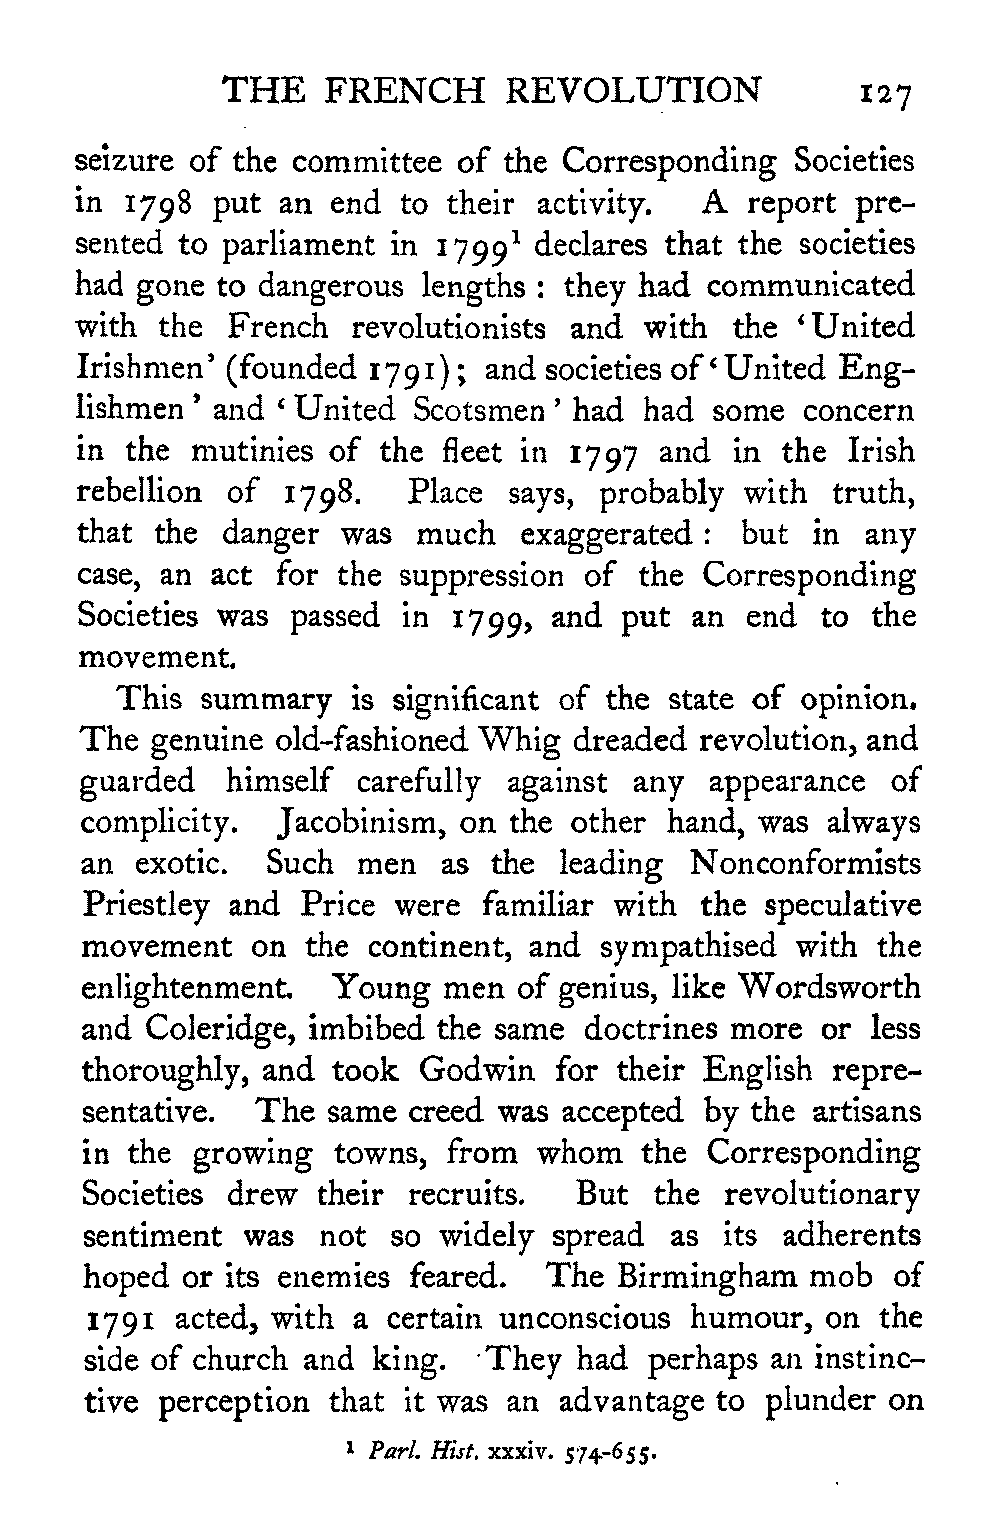 THE FRENCH REVOLUTION 127
seizure of the committee of the Corresponding Societies
in 1798 put an end to their activity. A report pre-
sented to parliament in 1799¹ declares that the societies
had gone to dangerous lengths : they had communicated
with the French revolutionists and with the ‘United
Irishmen’ (founded 1791); and societies of ‘United Eng-
lishmen’ and ‘United Scotsmen’ had had some concern
in the mutinies of the fleet in 1797 and in the Irish
rebellion of 1798. Place says, probably with truth,
that the danger was much exaggerated : but in any
case, an act for the suppression of the Corresponding
Societies was passed in 1799, and put an end to the
movement.
This summary is significant of the state of opinion.
The genuine old-fashioned Whig dreaded revolution, and
guarded himself carefully against any appearance of
complicity. Jacobinism, on the other hand, was always
an exotic. Such men as the leading Nonconformists
Priestley and Price were familiar with the speculative
movement on the continent, and sympathised with the
enlightenment. Young men of genius, like Wordsworth
and Coleridge, imbibed the same doctrines more or less
thoroughly, and took Godwin for their English repre-
sentative. The same creed was accepted by the artisans
in the growing towns, from whom the Corresponding
Societies drew their recruits. But the revolutionary
sentiment was not so widely spread as its adherents
hoped or its enemies feared. The Birmingham mob of
1791 acted, with a certain unconscious humour, on the
side of church and king. They had perhaps an instinc-
tive perception that it was an advantage to plunder on
¹ Parl. Hist. xxxiv. 574-655.